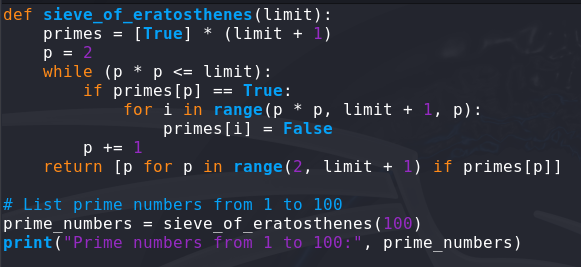 def sieve_of_eratosthenes(limit):
    primes = [True] * (limit + 1)
    p = 2
    while (p * p <= limit):
        if primes[p] == True:
            for i in range(p * p, limit + 1, p):
                primes[i] = False
        p += 1
    return [p for p in range(2, limit + 1) if primes[p]]

# List prime numbers from 1 to 100
prime_numbers = sieve_of_eratosthenes(100)
print("Prime numbers from 1 to 100:", prime_numbers)